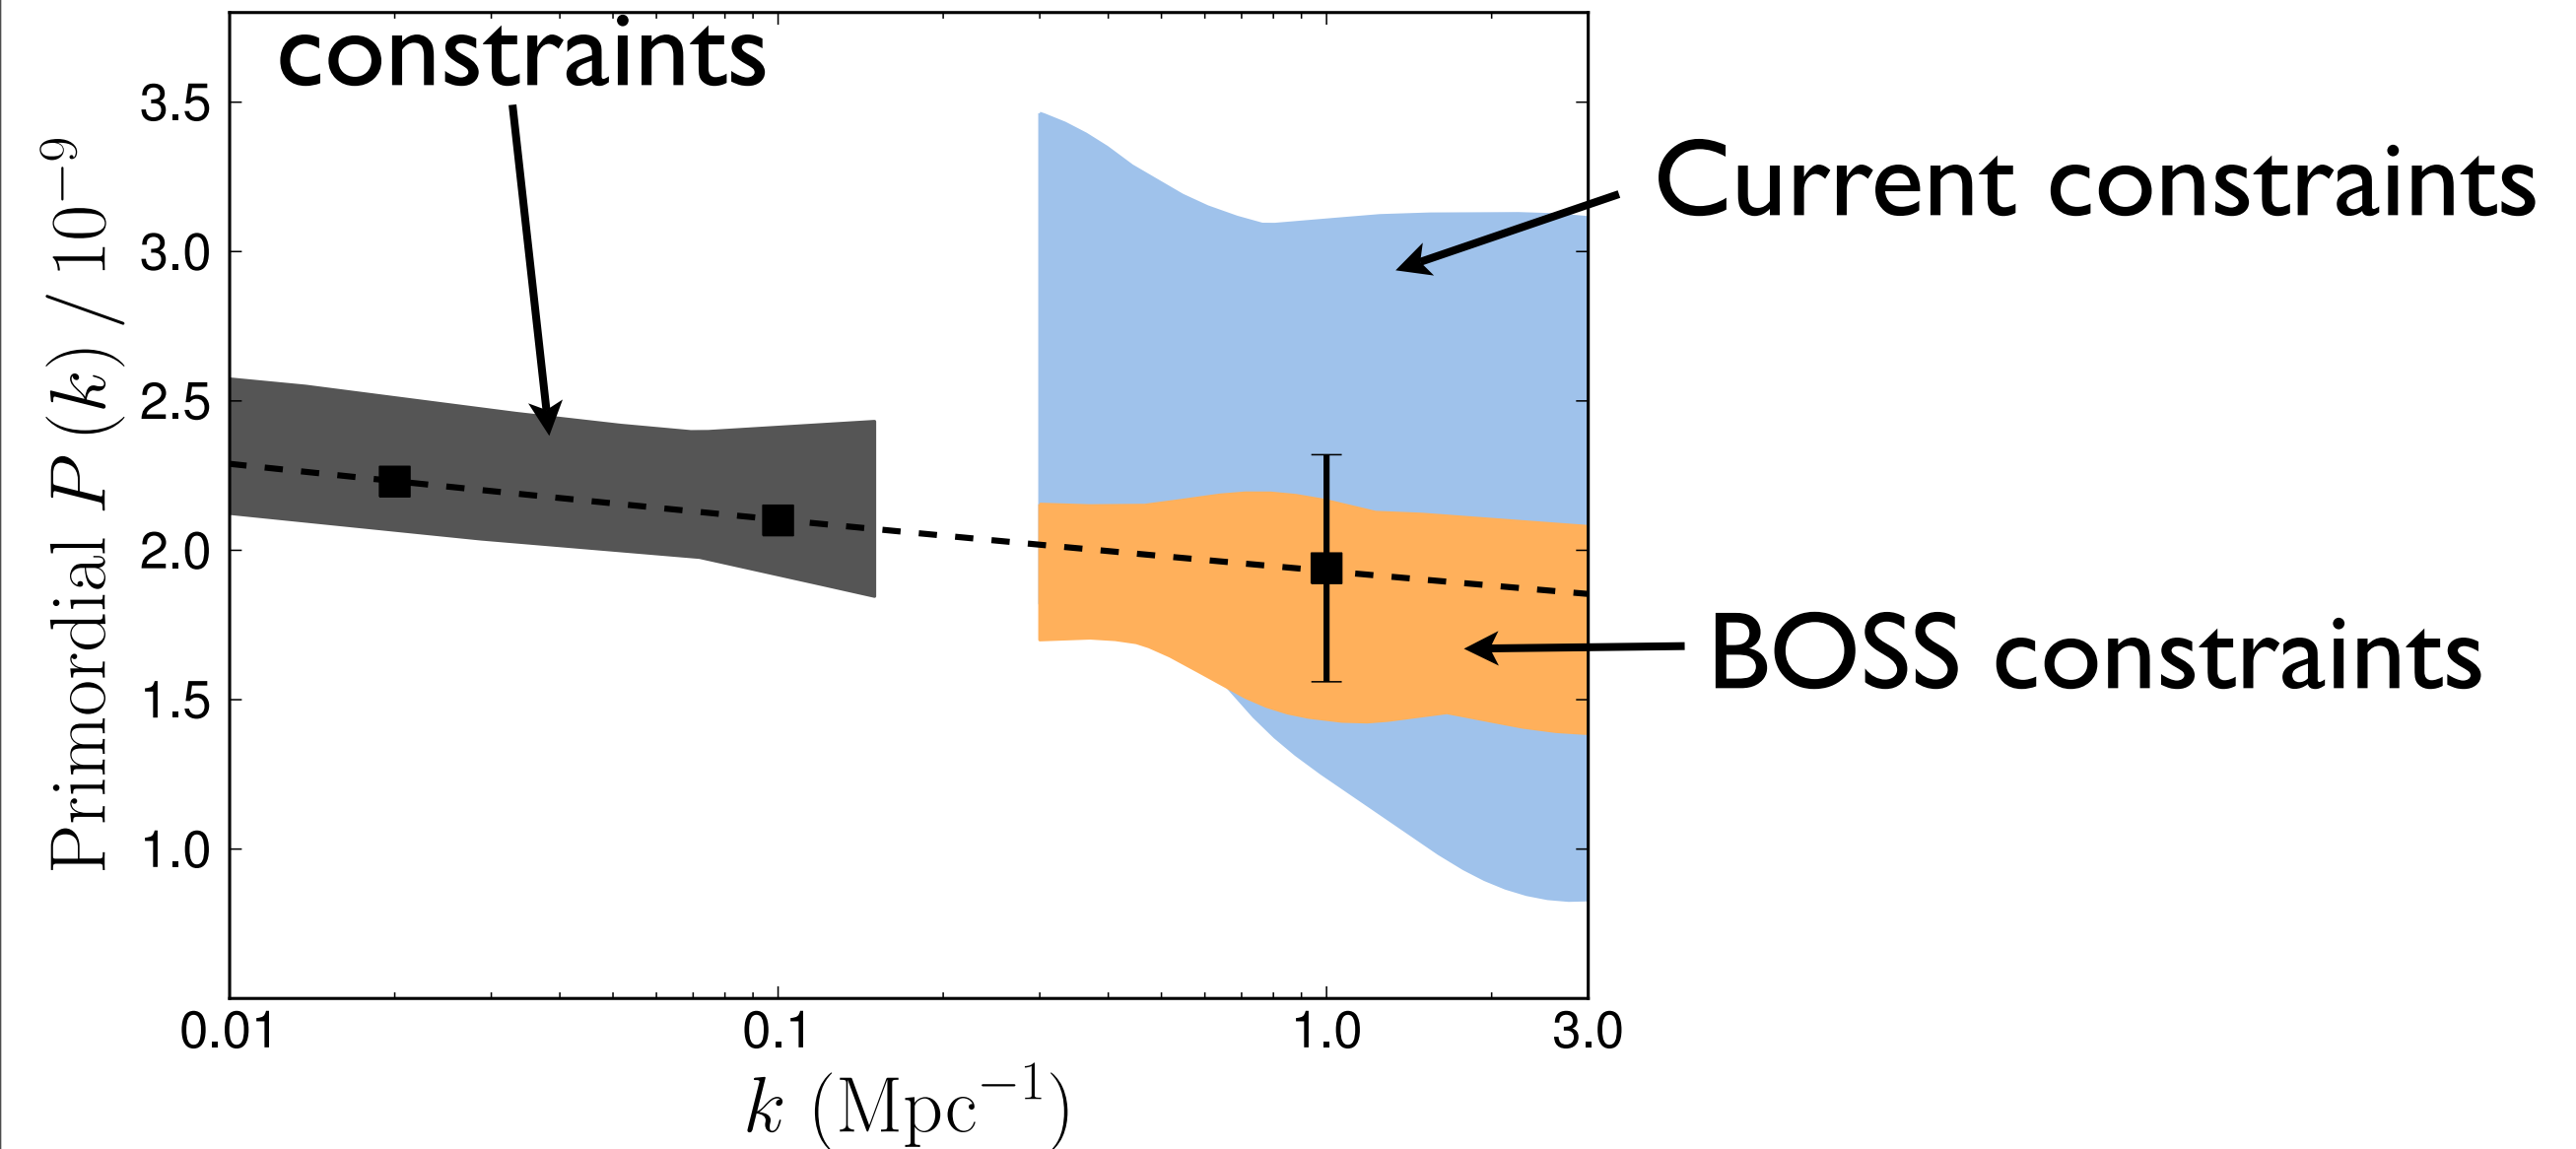 constraints
3.5
3.0
2.5
2.0
1.5
1.0
Primordial P (k) / 10⁻⁹
Current constraints
BOSS constraints
0.01
0.1
1.0
3.0
k (Mpc⁻¹)